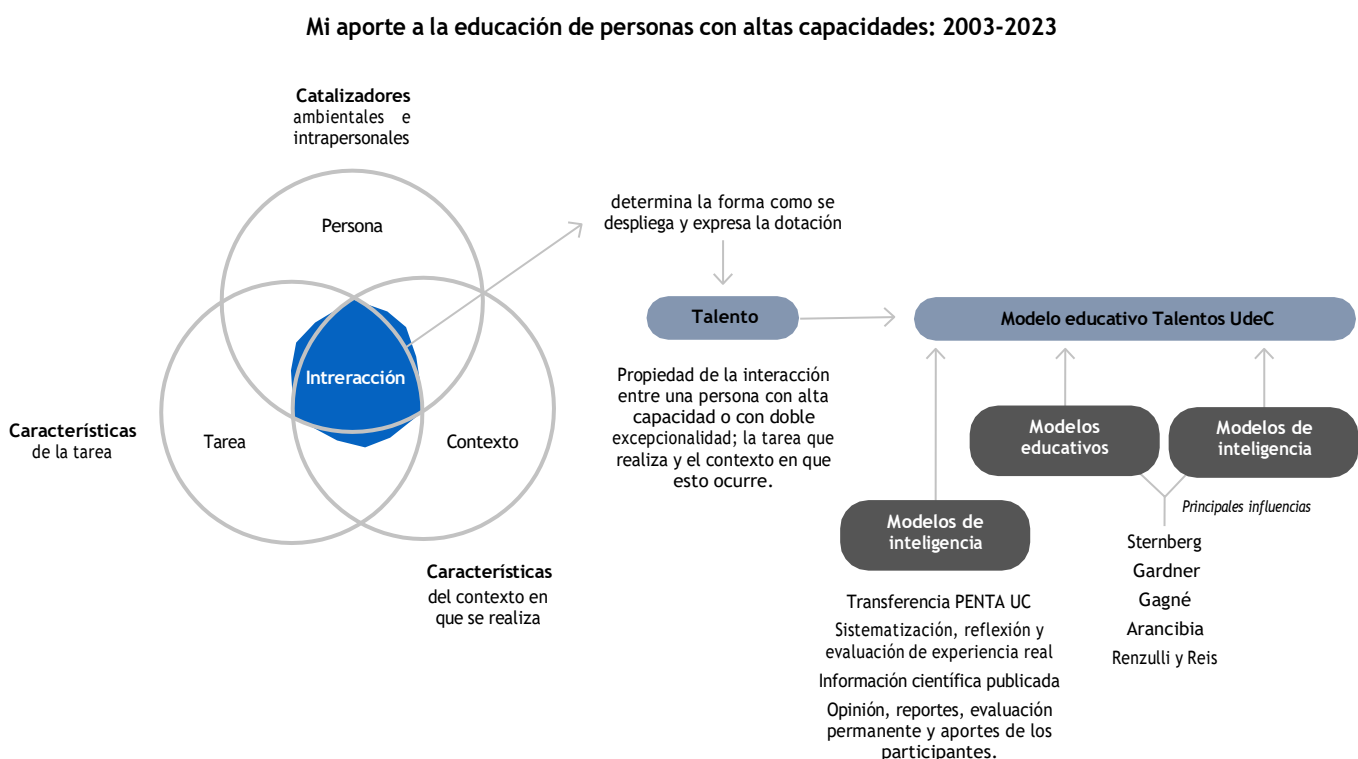 Mi aporte a la educación de personas con altas capacidades: 2003-2023
Catalizadores
ambientales e
intrapersonales
Persona
Intreracción
Tarea
Contexto
Características
de la tarea
Características
del contexto en
que se realiza
determina la forma como se
despliega y expresa la dotación
Talento
Propiedad de la interacción
entre una persona con alta
capacidad o con doble
excepcionalidad; la tarea que
realiza y el contexto en que
esto ocurre.
Modelo educativo Talentos UdeC
Modelos
educativos
Modelos de
inteligencia
Principales influencias
Sternberg
Gardner
Gagné
Arancibia
Renzulli y Reis
Modelos de
inteligencia
Transferencia PENTA UC
Sistematización, reflexión y
evaluación de experiencia real
Información científica publicada
Opinión, reportes, evaluación
permanente y aportes de los
participantes.